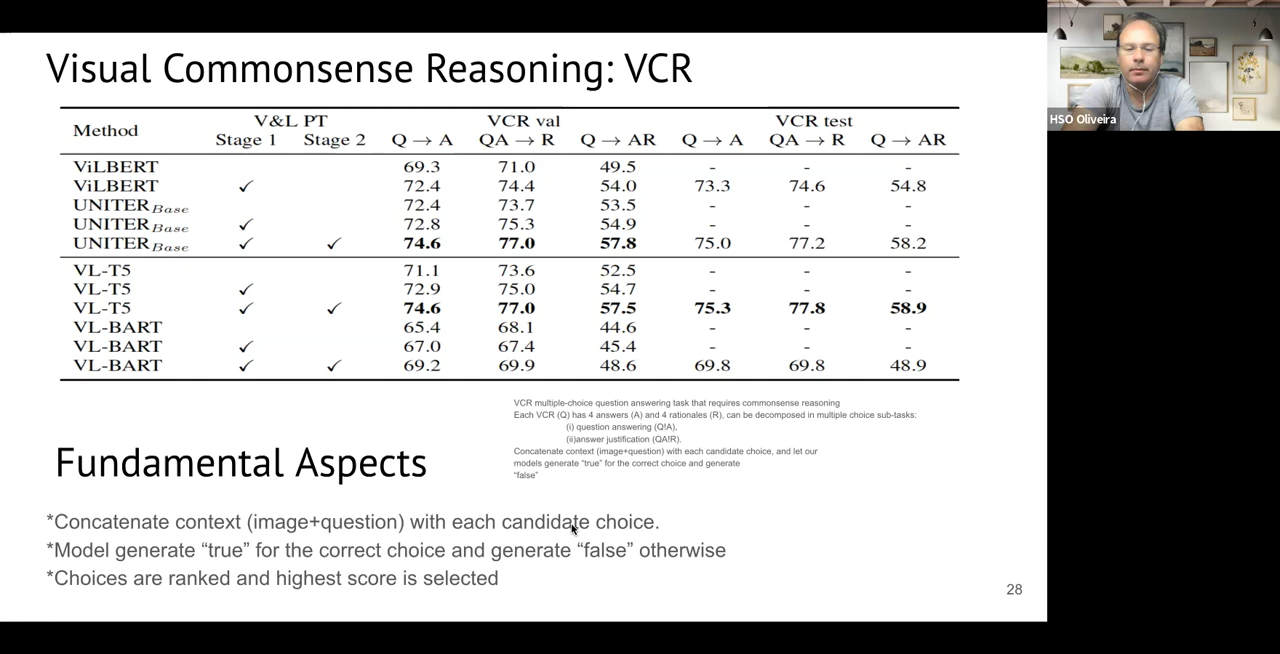 Visual Commonsense Reasoning: VCR
Method V&L PT VCR val VCR test
Stage 1 Stage 2 Q → A QA → R Q → AR Q → A QA → R Q → AR
ViLBERT 69.3 71.0 49.5 - - -
ViLBERT ✓ 72.4 74.4 54.0 73.3 74.6 54.8
UNITER Base 72.4 73.7 53.5 - - -
UNITER Base ✓ 72.8 75.3 54.9 - - -
UNITER Base ✓ ✓ 74.6 77.0 57.8 75.0 77.2 58.2
VL-T5 71.1 73.6 52.5 - - -
VL-T5 ✓ 72.9 75.0 54.7 - - -
VL-T5 ✓ ✓ 74.6 77.0 57.5 75.3 77.8 58.9
VL-BART 65.4 68.1 44.6 - - -
VL-BART ✓ 67.0 67.4 45.4 - - -
VL-BART ✓ ✓ 69.2 69.9 48.6 69.8 69.8 48.9
VCR multiple-choice question answering task that requires commonsense reasoning
Each VCR (Q) has 4 answers (A) and 4 rationales (R), can be decomposed in multiple choice sub-tasks:
(i) question answering (Q!A),
(ii)answer justification (QA!R),
Concatenate context (image+question) with each candidate choice, and let our
models generate “true” for the correct choice and generate
“false”
Fundamental Aspects
*Concatenate context (image+question) with each candidate choice.
*Model generate “true” for the correct choice and generate “false” otherwise
*Choices are ranked and highest score is selected
28
HSO Oliveira